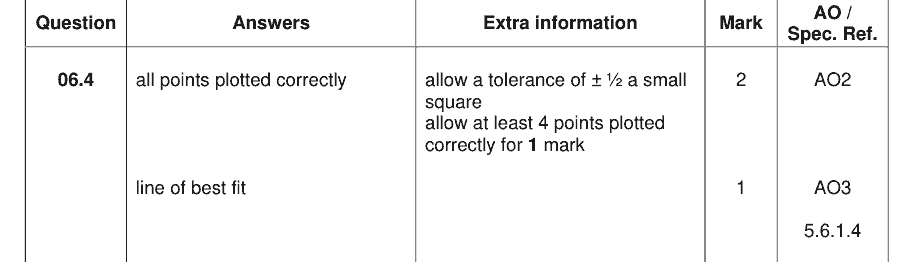 Question Answers Extra information Mark AO /
Spec. Ref.
06.4 all points plotted correctly allow a tolerance of ± ½ a small 2 AO2
square
allow at least 4 points plotted
correctly for 1 mark
line of best fit 1 AO3
5.6.1.4